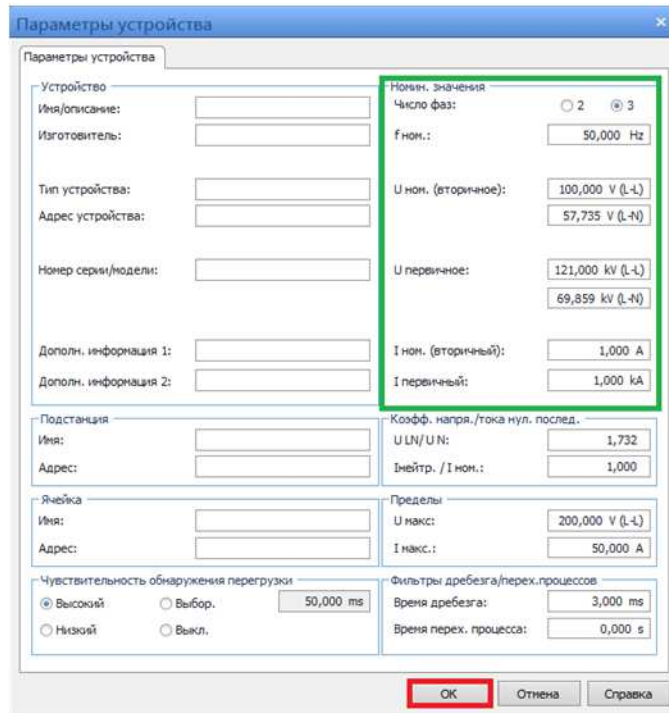 Параметры устройства
Параметры устройства
Устройство
Имя/описание:
Изготовитель:
Тип устройства:
Адрес устройства:
Номер серии/модели:
Дополн. информация 1:
Дополн. информация 2:
Номин. значения
Число фаз: 2 3
f ном.: 50,000 Hz
U ном. (вторичное): 100,000 V (L-L)
57,735 V (L-N)
U первичное: 121,000 kV (L-L)
69,859 kV (L-N)
I ном. (вторичный): 1,000 A
I первичный: 1,000 kA
Подстанция
Имя:
Адрес:
Коэфф. напря./тока нул. послед.
U LN/ U N: 1,732
Iнейтр. / I ном.: 1,000
Ячейка
Имя:
Адрес:
Пределы
U макс: 200,000 V (L-L)
I макс.: 50,000 A
Чувствительность обнаружения перегрузки
Высокий Выбор. 50,000 ms
Низкий Выкл.
Фильтры дребезга/перех.процессов
Время дребезга: 3,000 ms
Время перех. процесса: 0,000 s
OK Отмена Справка